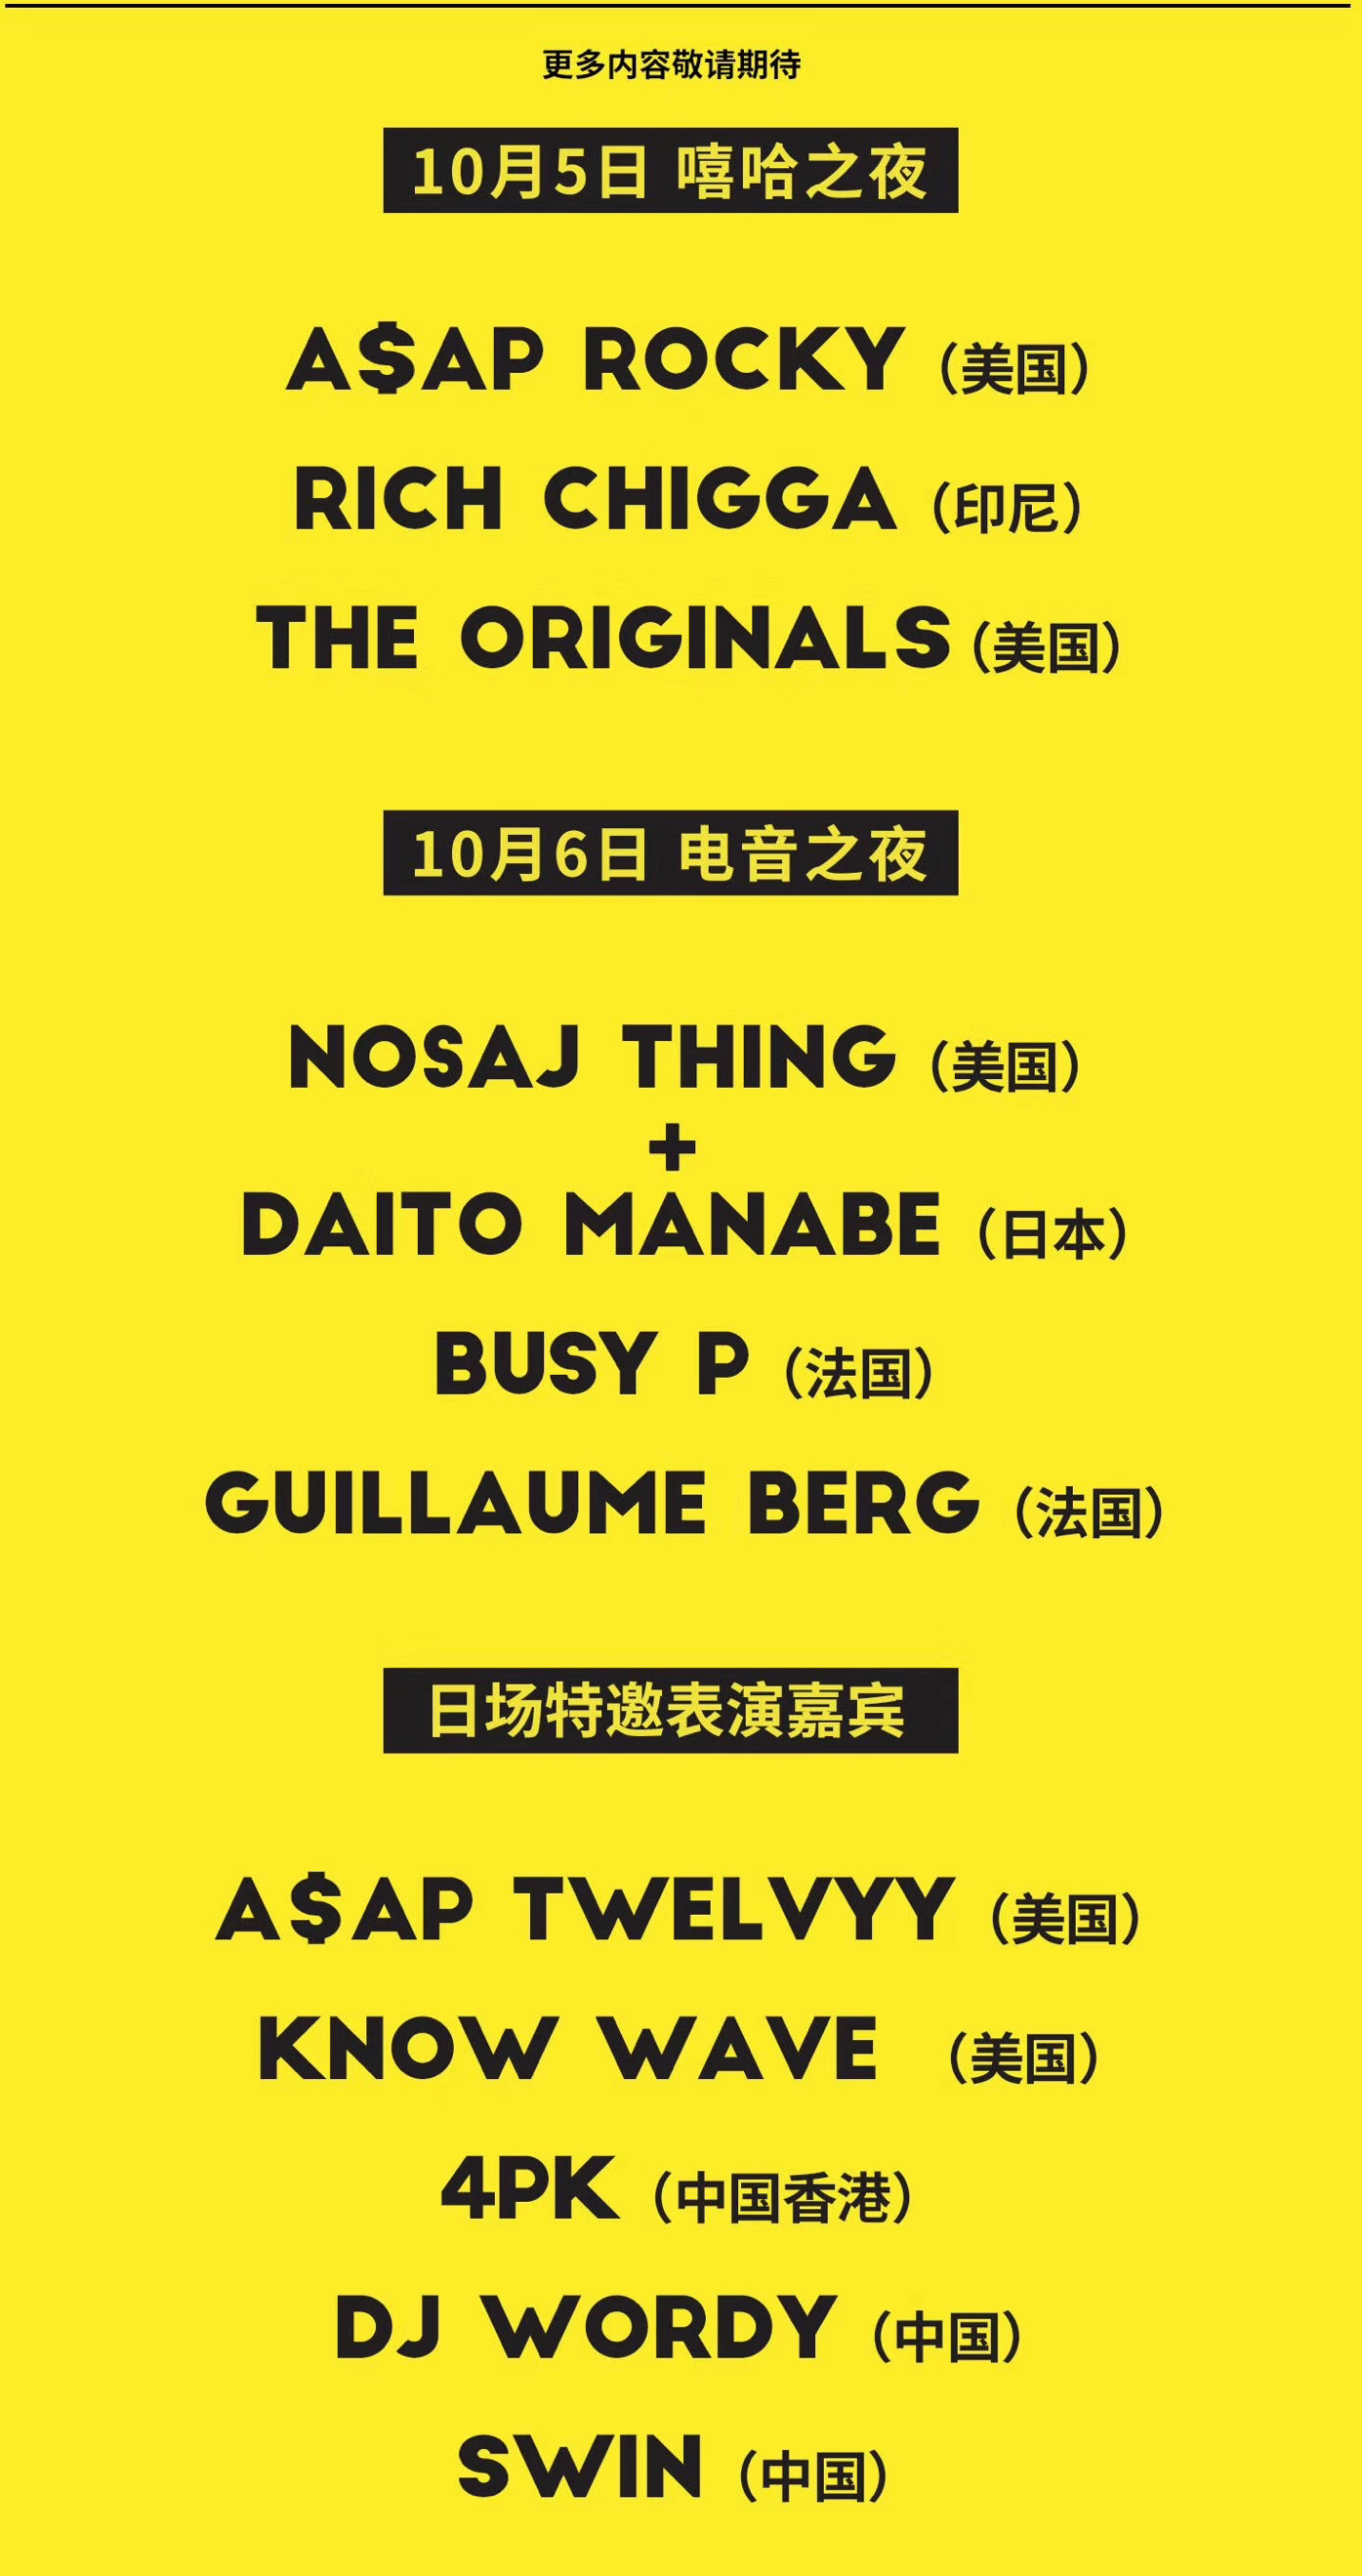 更多内容敬请期待
10月5日 嘻哈之夜
A$AP ROCKY（美国）
RICH CHIGGA（印尼）
THE ORIGINALS（美国）
10月6日 电音之夜
NOSAJ THING（美国）
+
DAITO MANABE（日本）
BUSY P（法国）
GUILLAUME BERG（法国）
日场特邀表演嘉宾
A$AP TWELVYY（美国）
KNOW WAVE （美国）
4PK（中国香港）
DJ WORDY（中国）
SWIN（中国）